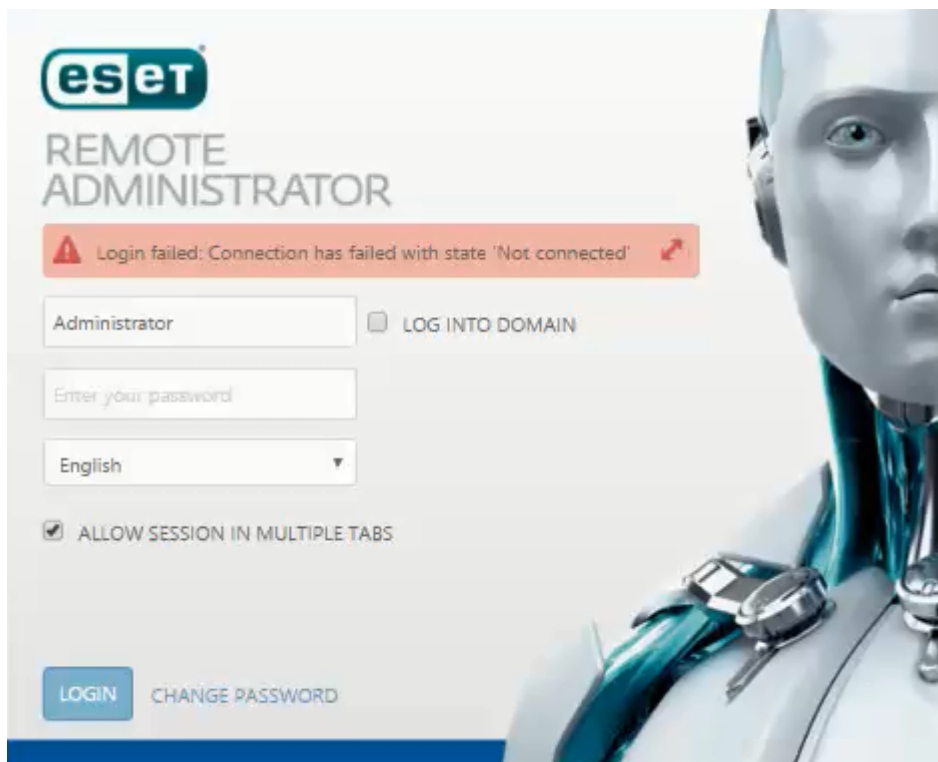 eset
REMOTE
ADMINISTRATOR
Login failed: Connection has failed with state 'Not connected'
Administrator
LOG INTO DOMAIN
Enter your password
English
ALLOW SESSION IN MULTIPLE TABS
LOGIN
CHANGE PASSWORD